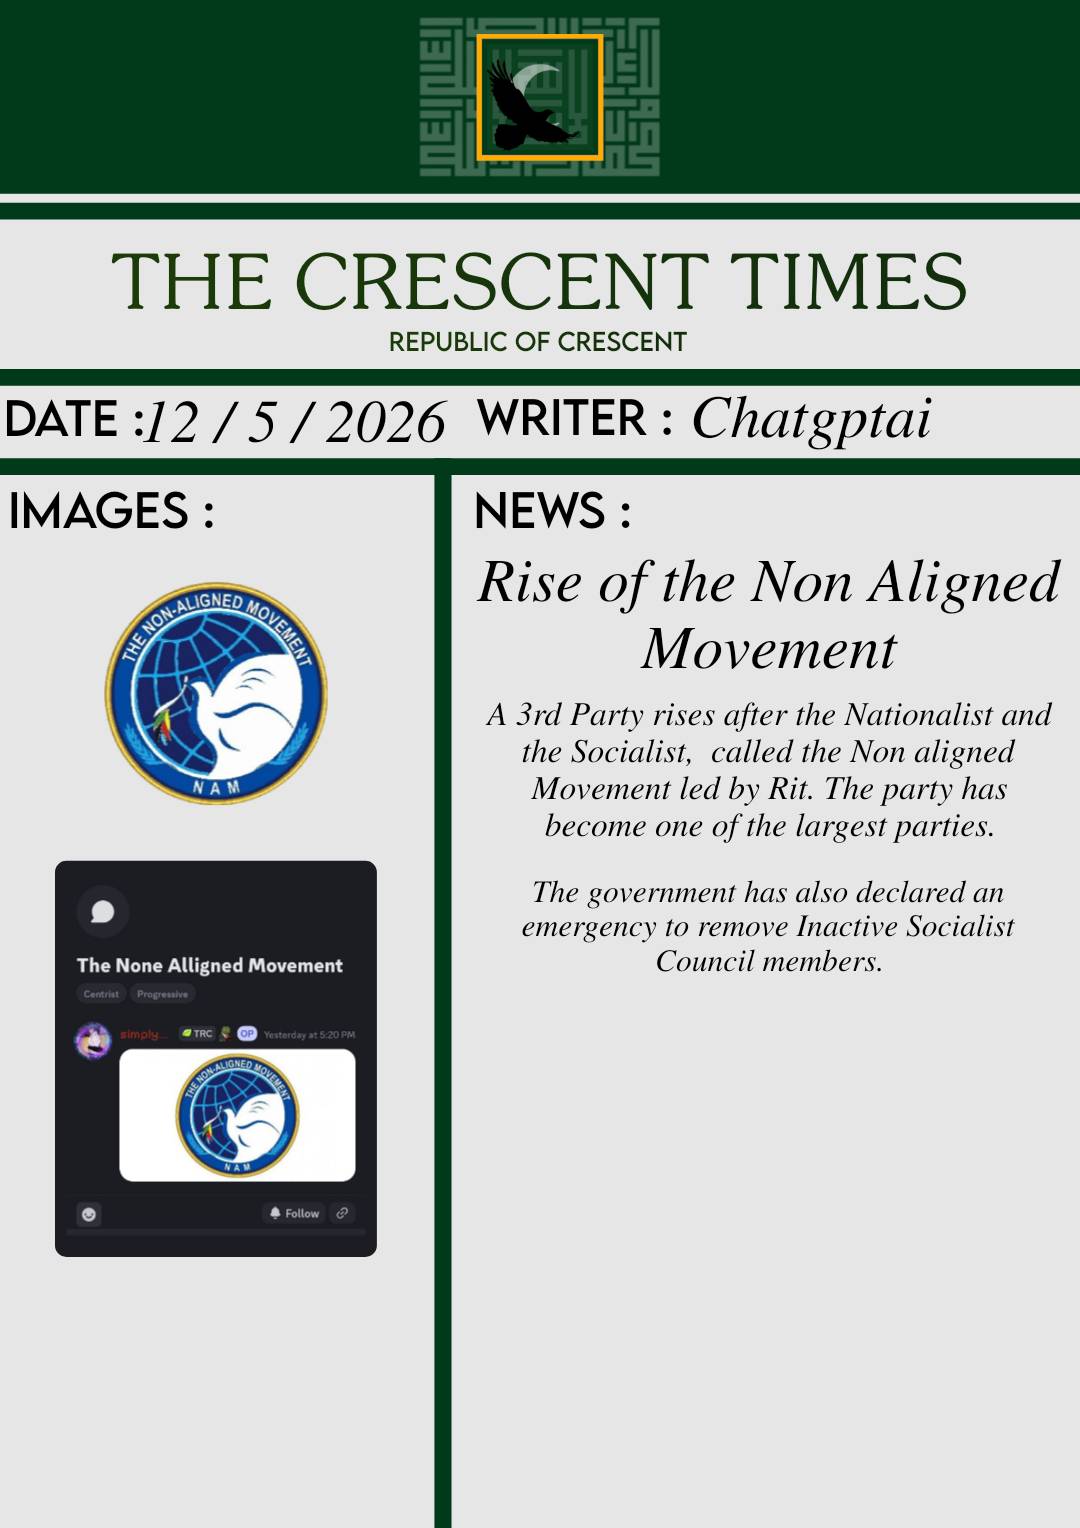 THE CRESCENT TIMES
REPUBLIC OF CRESCENT
DATE :12 / 5 / 2026 WRITER : Chatgptai
IMAGES :
THE NON-ALIGNED MOVEMENT
NAM
The None Alligned Movement
Centrist Progressive
simply... TRC OP Yesterday at 5:20 PM
THE NON-ALIGNED MOVEMENT
NAM
Follow
NEWS :
Rise of the Non Aligned
Movement
A 3rd Party rises after the Nationalist and
the Socialist, called the Non aligned
Movement led by Rit. The party has
become one of the largest parties.
The government has also declared an
emergency to remove Inactive Socialist
Council members.